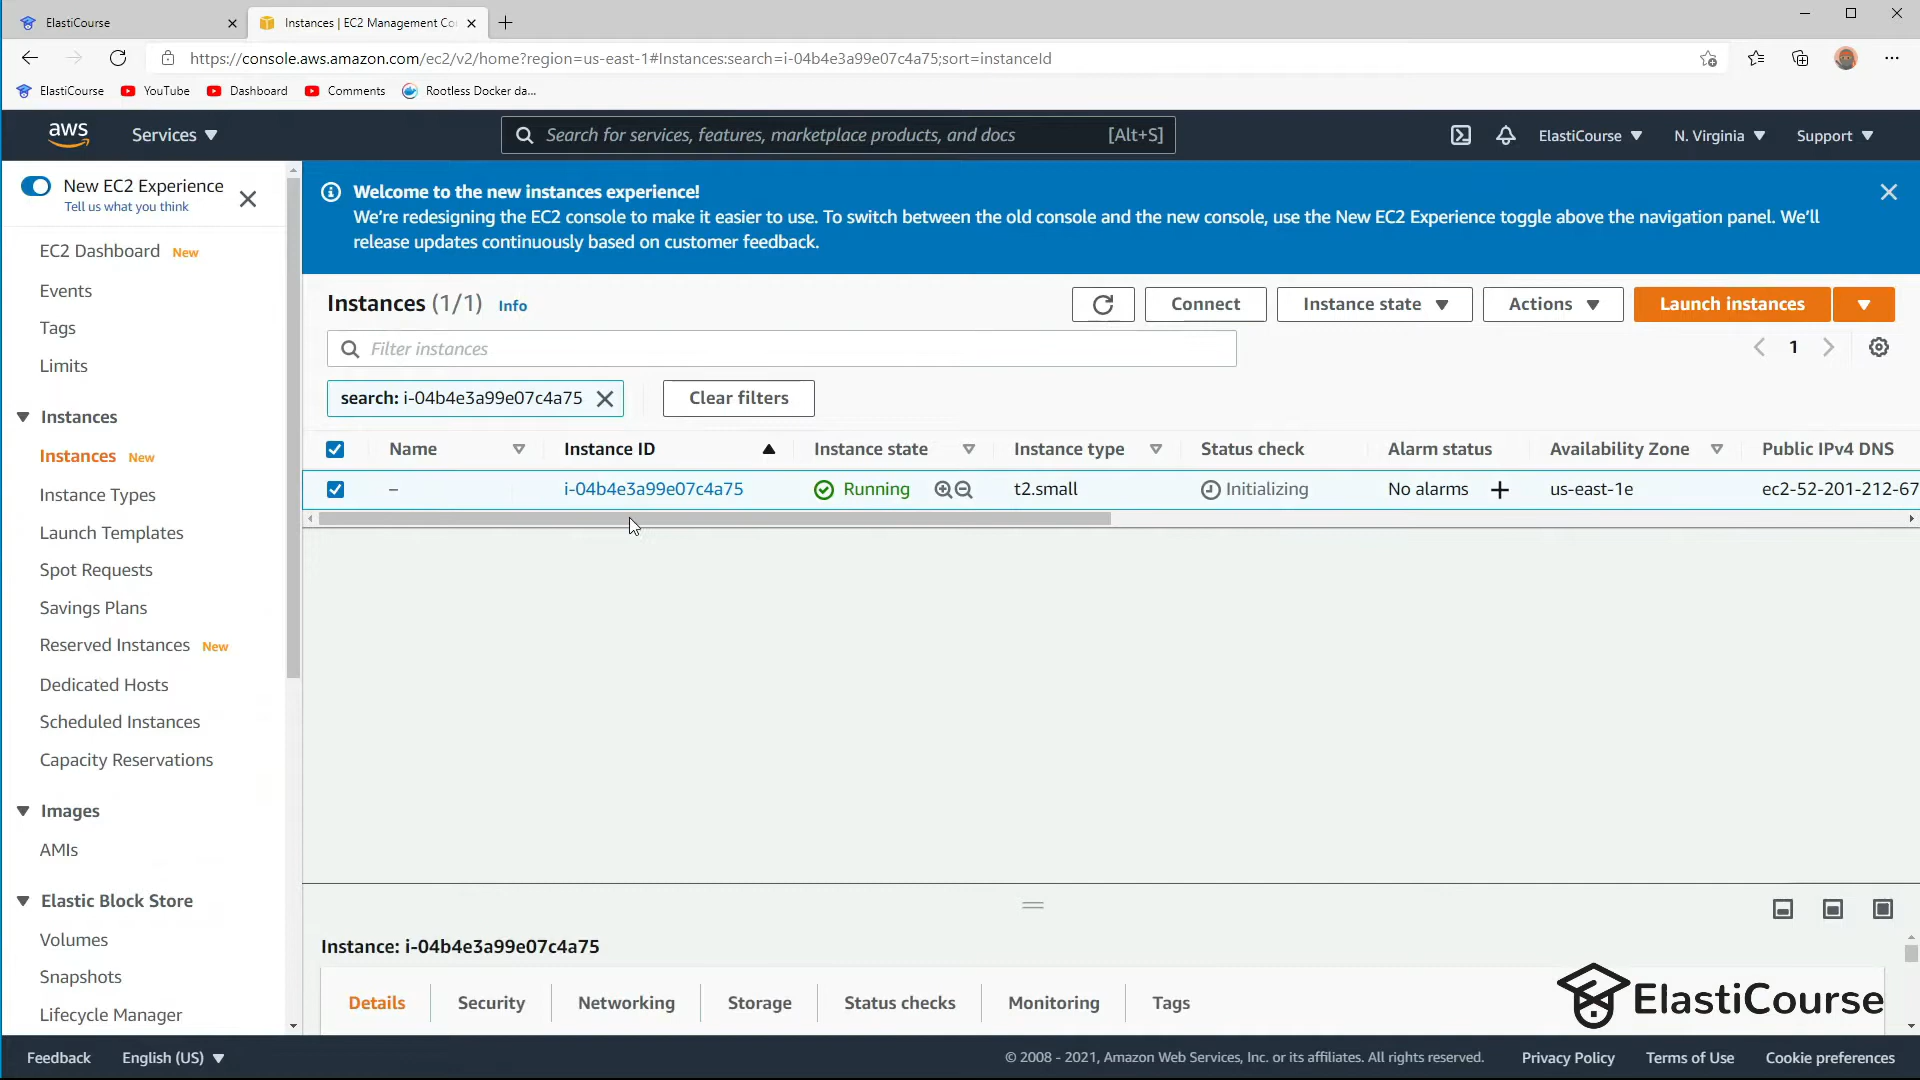 ElastiCourse
Instances | EC2 Management Co
https://console.aws.amazon.com/ec2/v2/home?region=us-east-1#Instances:search=i-04b4e3a99e07c4a75;sort=instanceId
ElastiCourse YouTube Dashboard Comments Rootless Docker da...
aws Services Search for services, features, marketplace products, and docs [Alt+S] ElastiCourse N. Virginia Support
New EC2 Experience
Tell us what you think
EC2 Dashboard New
Events
Tags
Limits
Instances
Instances New
Instance Types
Launch Templates
Spot Requests
Savings Plans
Reserved Instances New
Dedicated Hosts
Scheduled Instances
Capacity Reservations
Images
AMIs
Elastic Block Store
Volumes
Snapshots
Lifecycle Manager
Welcome to the new instances experience!
We're redesigning the EC2 console to make it easier to use. To switch between the old console and the new console, use the New EC2 Experience toggle above the navigation panel. We'll
release updates continuously based on customer feedback.
Instances (1/1) Info Connect Instance state Actions Launch instances
Filter instances 1
search: i-04b4e3a99e07c4a75 Clear filters
Name Instance ID Instance state Instance type Status check Alarm status Availability Zone Public IPv4 DNS
– i-04b4e3a99e07c4a75 Running t2.small Initializing No alarms + us-east-1e ec2-52-201-212-67
Instance: i-04b4e3a99e07c4a75
Details Security Networking Storage Status checks Monitoring Tags
ElastiCourse
Feedback English (US) © 2008 - 2021, Amazon Web Services, Inc. or its affiliates. All rights reserved. Privacy Policy Terms of Use Cookie preferences